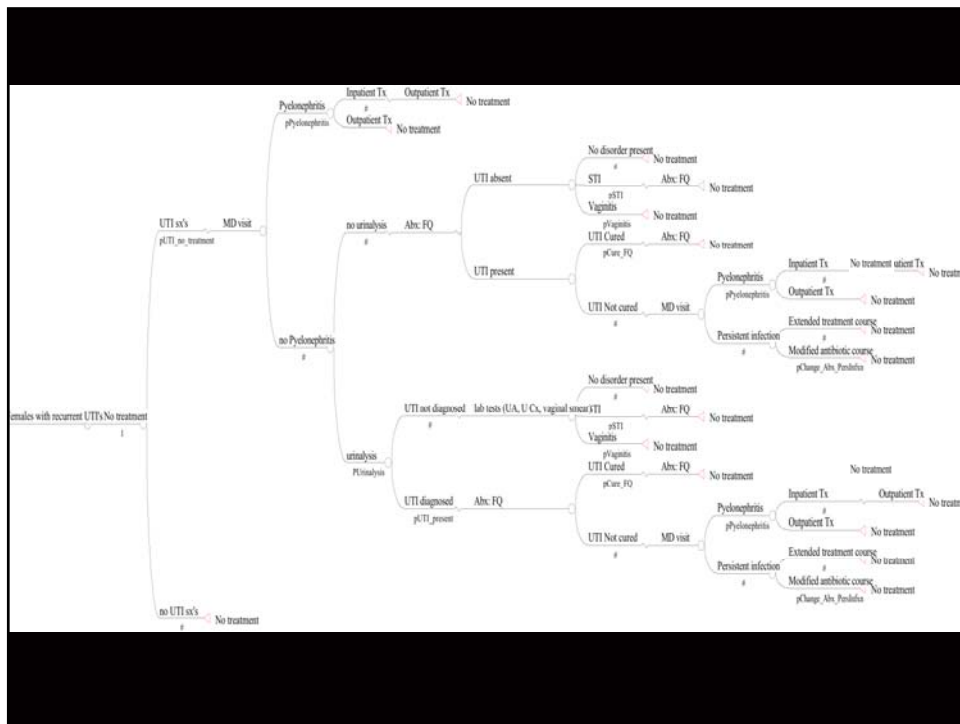 Pyelonephritis
pPyelonephritis
Inpatient Tx
#
Outpatient Tx
No treatment
Outpatient Tx
No treatment
UTI sx's
pUTI_no_treatment
MD visit
no urinalysis
#
Abx: FQ
UTI absent
No disorder present
#
No treatment
STI
pSTI
Abx: FQ
No treatment
Vaginitis
pVaginitis
No treatment
UTI present
UTI Cured
pCure_FQ
Abx: FQ
No treatment
UTI Not cured
#
MD visit
Pyelonephritis
pPyelonephritis
Inpatient Tx
#
No treatment utient Tx
No treatm
Outpatient Tx
No treatment
Persistent infection
#
Extended treatment course
#
No treatment
Modified antibiotic course
pChange_Abx_PersInfxn
No treatment
no Pyelonephritis
#
emales with recurrent UTI's
No treatment
1
urinalysis
PUrinalysis
UTI not diagnosed
#
lab tests (UA, U Cx, vaginal smear)
No disorder present
#
No treatment
STI
pSTI
Abx: FQ
No treatment
Vaginitis
pVaginitis
No treatment
UTI diagnosed
pUTI_present
Abx: FQ
UTI Cured
pCure_FQ
Abx: FQ
No treatment
UTI Not cured
#
MD visit
No treatment
Pyelonephritis
pPyelonephritis
Inpatient Tx
#
Outpatient Tx
No treatm
Outpatient Tx
No treatment
Persistent infection
#
Extended treatment course
#
No treatment
Modified antibiotic course
pChange_Abx_PersInfxn
No treatment
no UTI sx's
#
No treatment